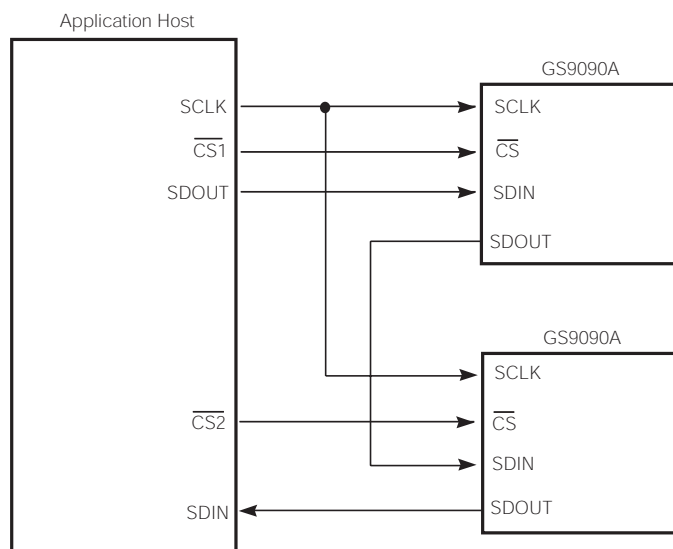 Application Host
SCLK
CS1
SDOUT
CS2
SDIN
GS9090A
SCLK
CS
SDIN
SDOUT
GS9090A
SCLK
CS
SDIN
SDOUT